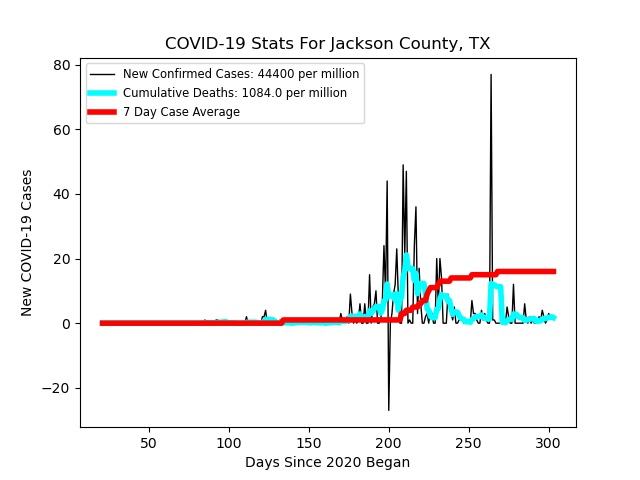 COVID-19 Stats For Jackson County, TX
New Confirmed Cases: 44400 per million
Cumulative Deaths: 1084.0 per million
7 Day Case Average
80
60
40
20
0
−20
New COVID-19 Cases
50 100 150 200 250 300
Days Since 2020 Began